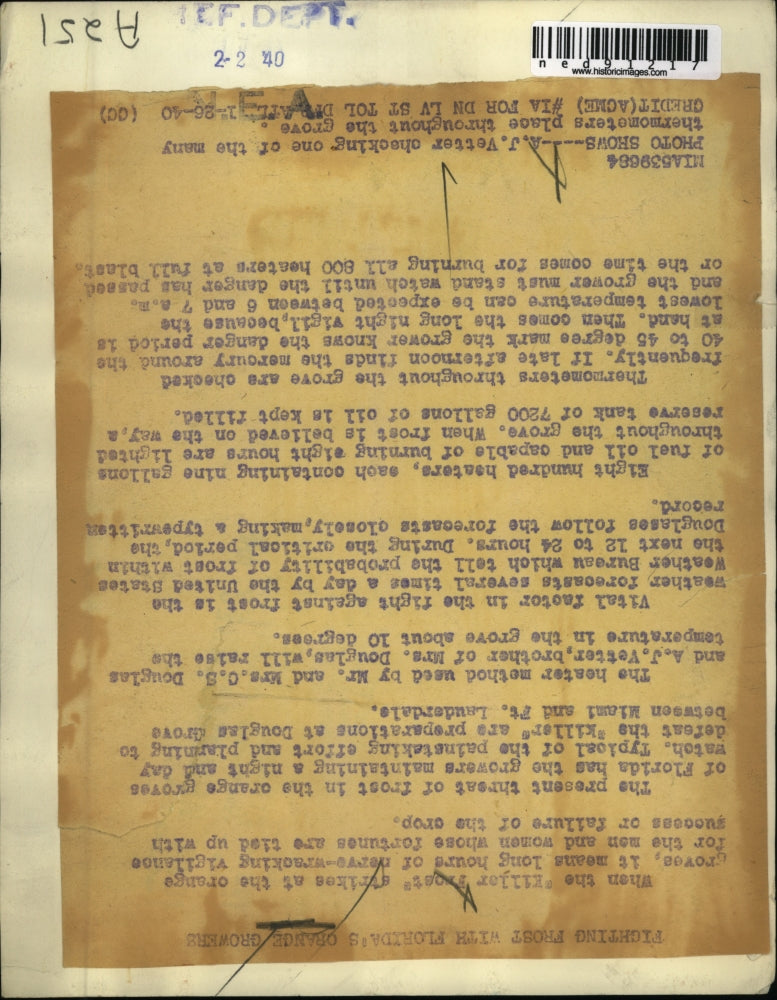 FIGHTING FROST WITH FLORIDA'S ORANGE GROWERS
When the "Killer Frost" strikes at the orange
groves, it means long hours of nerve-wracking vigilance
for the men and women whose fortunes are tied up with
success or failure of the crop.
The present threat of frost in the orange groves
of Florida has the growers maintaining a night and day
watch. Typical of the painstaking effort and planning to
defeat the "killer" are preparations at Douglas Grove
between Miami and Ft. Lauderdale.
The heater method used by Mr. and Mrs. C.S. Douglas
and A.J.Vetter,brother of Mrs. Douglas,will raise the
temperature in the grove about 10 degrees.
Vital factor in the fight against frost is the
weather forecasts several times a day by the United States
Weather Bureau which tell the probability of frost within
the next 12 to 24 hours. During the critical period,the
Douglases follow the forecasts closely,making a typewritten
record.
Eight hundred heaters, each containing nine gallons
of fuel oil and capable of burning eight hours are lighted
throughout the grove. When frost is believed on the way,a
reserve tank of 7200 gallons of oil is kept filled.
Thermometers throughout the grove are checked
frequently. If late afternoon finds the mercury around the
40 to 45 degree mark the grower knows the danger period is
at hand. Then comes the long night vigil,because the
lowest temperature can be expected between 6 and 7 a.m.
and the grower must stand watch until the danger has passed
or the time comes for burning all 800 heaters at full blast.
MIA539684
PHOTO SHOWS----A.J.Vetter checking one of the many
thermometers place throughout the grove.
CREDIT(ACME) #1A FOR DN LV ST TOL DPI ATL 1-26-40 (CC)
N.E.A.
REF.DEPT.
2-2 '40
A251
ned91217
www.historicimages.com